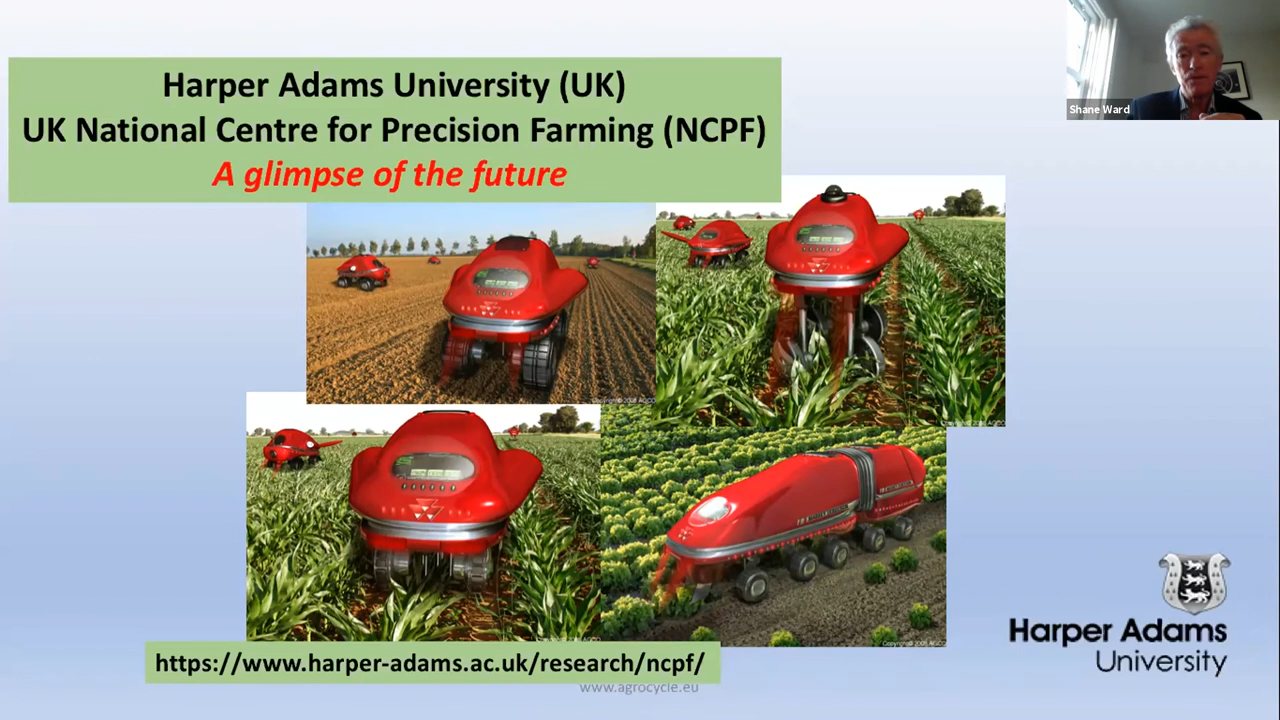 Harper Adams University (UK)
UK National Centre for Precision Farming (NCPF)
A glimpse of the future
Shane Ward
https://www.harper-adams.ac.uk/research/ncpf/
www.agrocycle.eu
Harper Adams
University